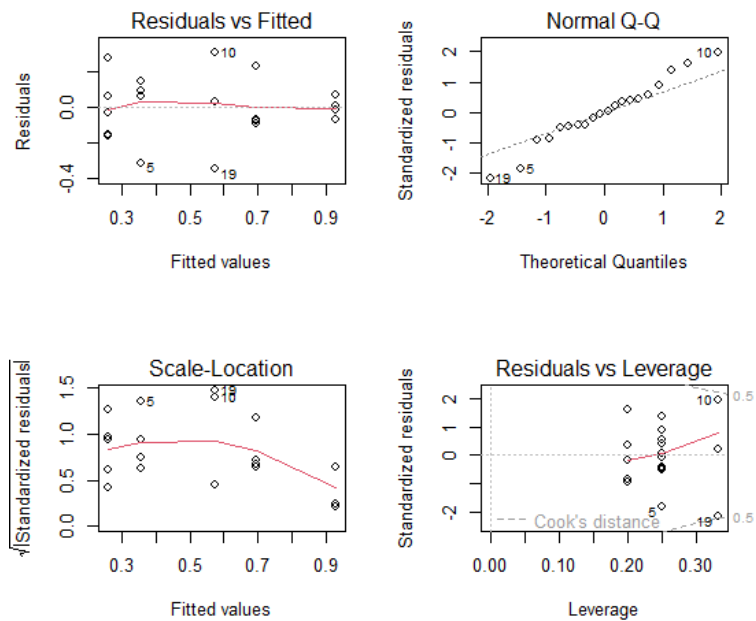 Residuals vs Fitted
Residuals
0.0
-0.4
10
5
19
0.3 0.5 0.7 0.9
Fitted values
Normal Q-Q
Standardized residuals
2
1
0
-1
-2
10
5
19
-2 -1 0 1 2
Theoretical Quantiles
Scale-Location
√|Standardized residuals|
1.5
1.0
0.5
0.0
5
19
10
0.3 0.5 0.7 0.9
Fitted values
Residuals vs Leverage
Standardized residuals
2
1
0
-2
10
0.5
5
19
0.5
Cook's distance
0.00 0.10 0.20 0.30
Leverage